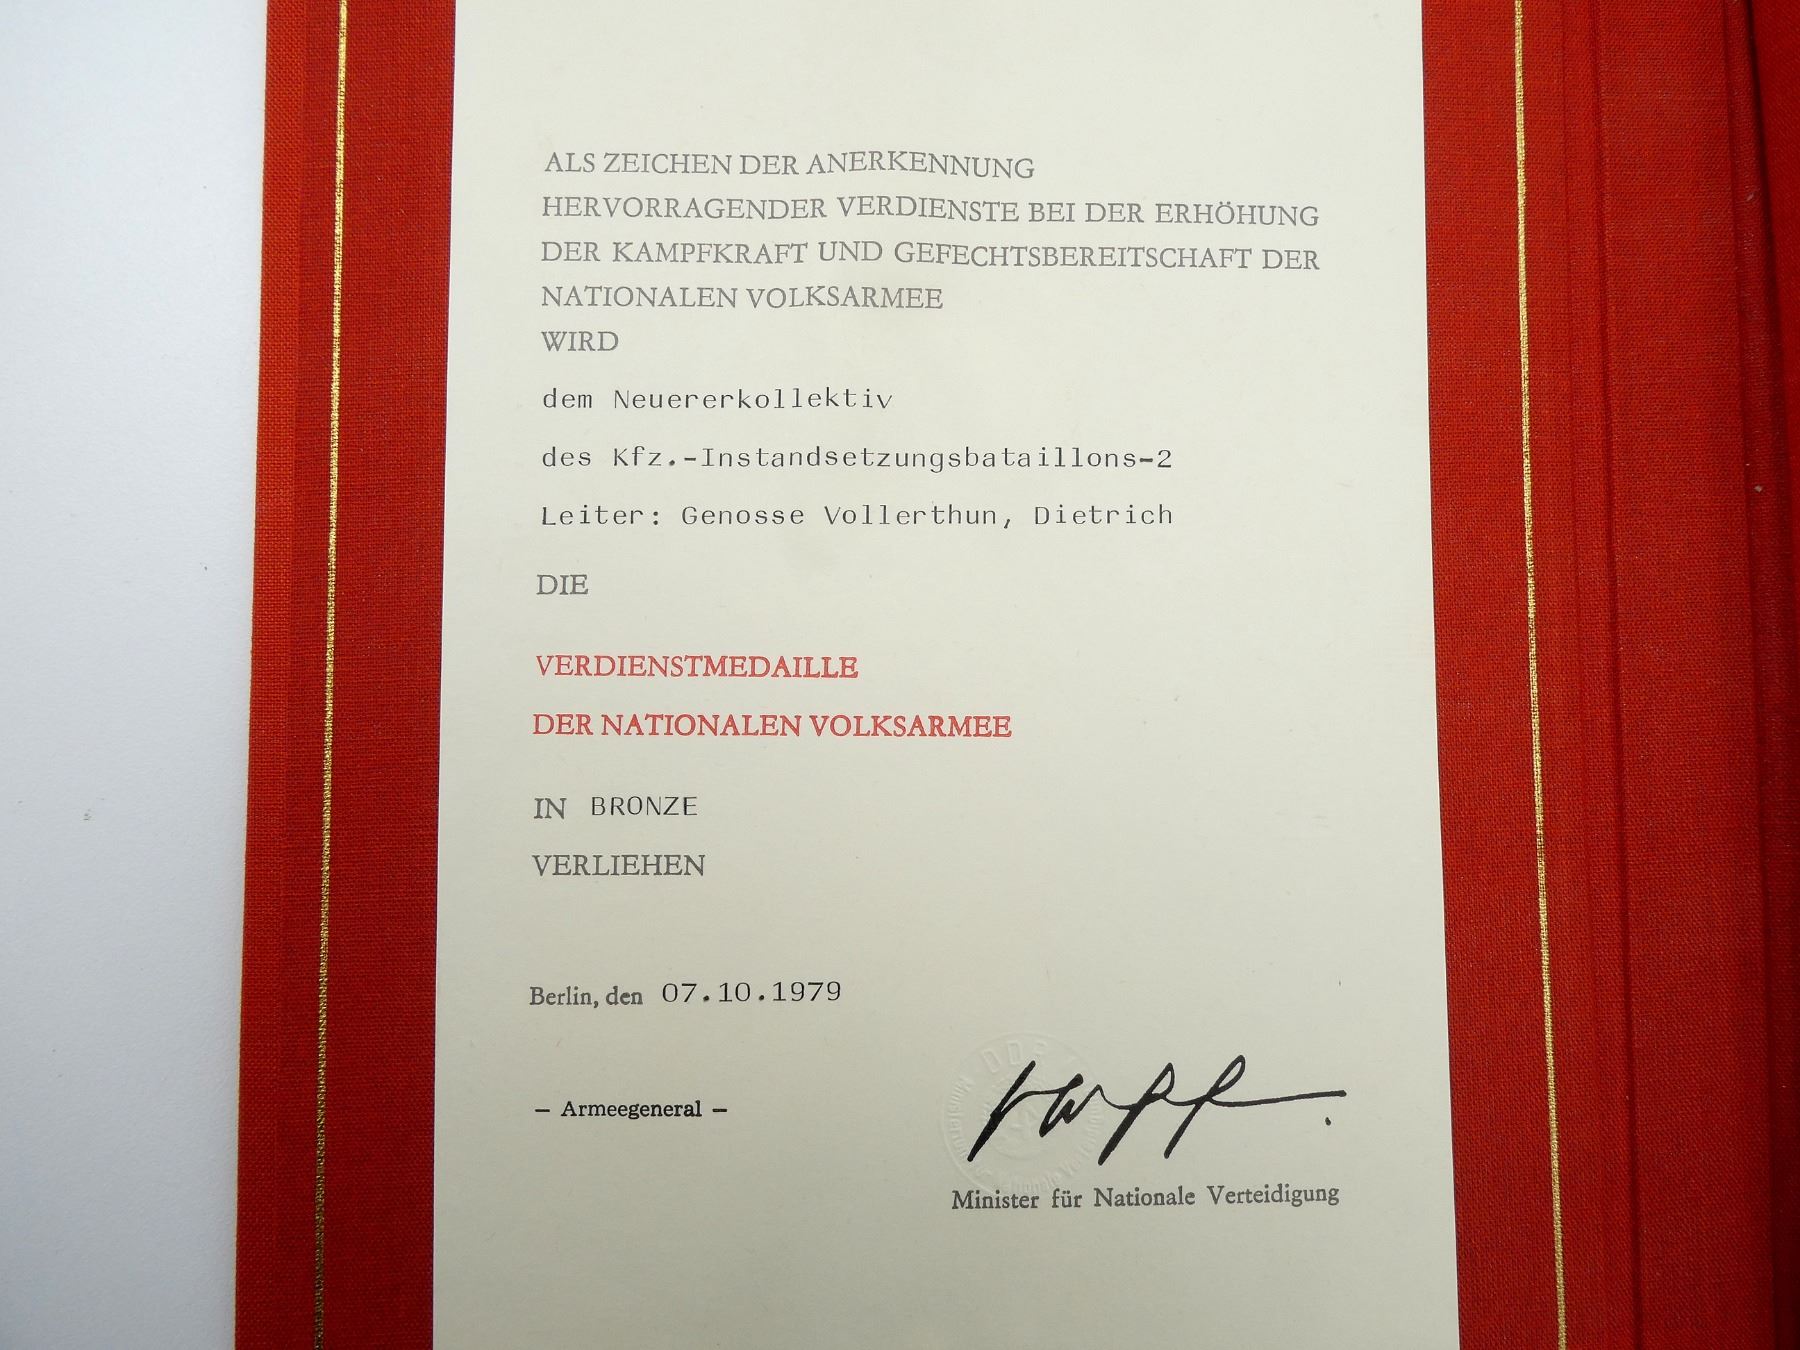 ALS ZEICHEN DER ANERKENNUNG
HERVORRAGENDER VERDIENSTE BEI DER ERHÖHUNG
DER KAMPFKRAFT UND GEFECHTSBEREITSCHAFT DER
NATIONALEN VOLKSARMEE
WIRD
dem Neuererkollektiv
des Kfz.-Instandsetzungsbataillons-2
Leiter: Genosse Vollerthun, Dietrich
DIE
VERDIENSTMEDAILLE
DER NATIONALEN VOLKSARMEE
IN BRONZE
VERLIEHEN
Berlin, den 07.10.1979
– Armeegeneral –
DDR
Minister für Nationale Verteidigung